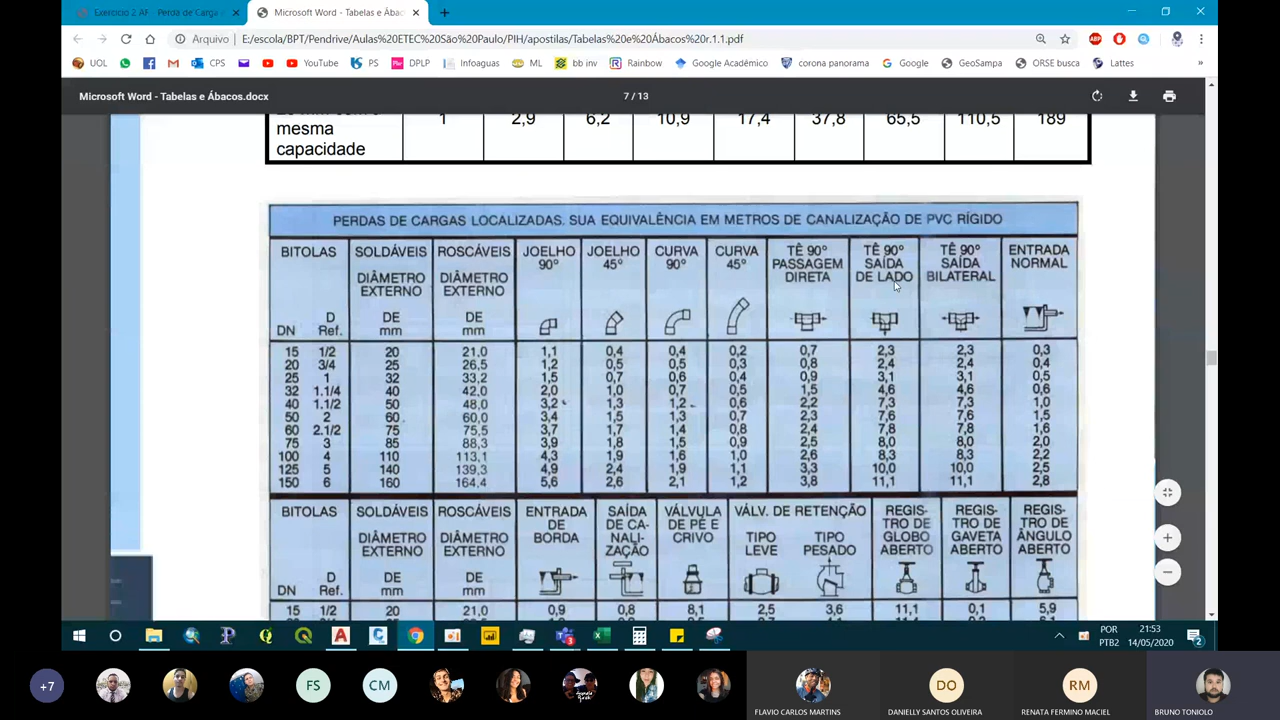 Exercicio 2 AF - Perda de Carga
Microsoft Word - Tabelas e Ábac
Arquivo
E:/escola/BPT/Pendrive/Aulas%20ETEC%20São%20Paulo/PIH/apostilas/Tabelas%20e%20Ábacos%20r.1.1.pdf
UOL CPS YouTube PS DPLP Infoaguas ML bb inv Rainbow Google Acadêmico corona panorama Google GeoSampa ORSE busca Lattes »
Microsoft Word - Tabelas e Ábacos.docx
7 / 13
mesma
capacidade
1 2,9 6,2 10,9 17,4 37,8 65,5 110,5 189
PERDAS DE CARGAS LOCALIZADAS. SUA EQUIVALÊNCIA EM METROS DE CANALIZAÇÃO DE PVC RÍGIDO
BITOLAS SOLDÁVEIS ROSCÁVEIS JOELHO JOELHO CURVA CURVA TÊ 90º TÊ 90º TÊ 90º ENTRADA
90º 45º 90º 45º PASSAGEM SAÍDA SAÍDA NORMAL
DIÂMETRO DIÂMETRO DIRETA DE LADO BILATERAL
EXTERNO EXTERNO
D DE DE
DN Ref. mm mm
15 1/2 20 21,0 1,1 0,4 0,4 0,2 0,7 2,3 2,3 0,3
20 3/4 25 26,5 1,2 0,5 0,5 0,3 0,8 2,4 2,4 0,4
25 1 32 33,2 1,5 0,7 0,6 0,4 0,9 3,1 3,1 0,5
32 1.1/4 40 42,0 2,0 1,0 0,7 0,5 1,5 4,6 4,6 0,6
40 1.1/2 50 48,0 3,2 1,3 1,2 0,6 2,2 7,3 7,3 1,0
50 2 60 60,0 3,4 1,5 1,3 0,7 2,3 7,6 7,6 1,5
60 2.1/2 75 75,5 3,7 1,7 1,4 0,8 2,4 7,8 7,8 1,6
75 3 85 88,3 3,9 1,8 1,5 0,9 2,5 8,0 8,0 2,0
100 4 110 113,1 4,3 1,9 1,6 1,0 2,6 8,3 8,3 2,2
125 5 140 139,3 4,9 2,4 1,9 1,1 3,3 10,0 10,0 2,5
150 6 160 164,4 5,6 2,6 2,1 1,2 3,8 11,1 11,1 2,8
BITOLAS SOLDÁVEIS ROSCÁVEIS ENTRADA SAÍDA VÁLVULA VÁLV. DE RETENÇÃO REGIS- REGIS- REGIS-
DE DE CA- DE PÉ E TRO DE TRO DE TRO DE
DIÂMETRO DIÂMETRO BORDA NALI- CRIVO TIPO TIPO GLOBO GAVETA ÂNGULO
EXTERNO EXTERNO ZAÇÃO LEVE PESADO ABERTO ABERTO ABERTO
D DE DE
DN Ref. mm mm
15 1/2 20 21,0 0,9 0,8 8,1 2,5 3,6 11,1 0,1 5,9
POR 21:53
PTB2 14/05/2020
2
+7 FS CM DO RM
FLAVIO CARLOS MARTINS DANIELLY SANTOS OLIVEIRA RENATA FERMINO MACIEL BRUNO TONIOLO